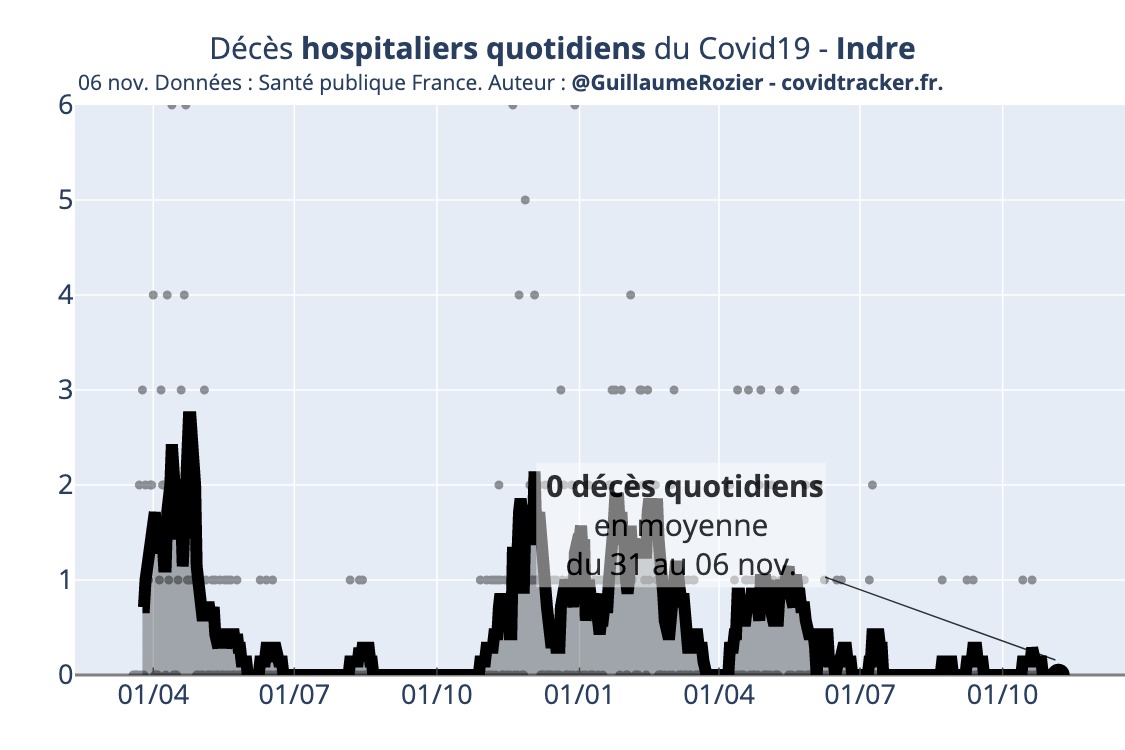 Décès hospitaliers quotidiens du Covid19 - Indre
06 nov. Données : Santé publique France. Auteur : @GuillaumeRozier - covidtracker.fr.
6
5
4
3
2
1
0
0 décès quotidiens
en moyenne
du 31 au 06 nov.
01/04 01/07 01/10 01/01 01/04 01/07 01/10